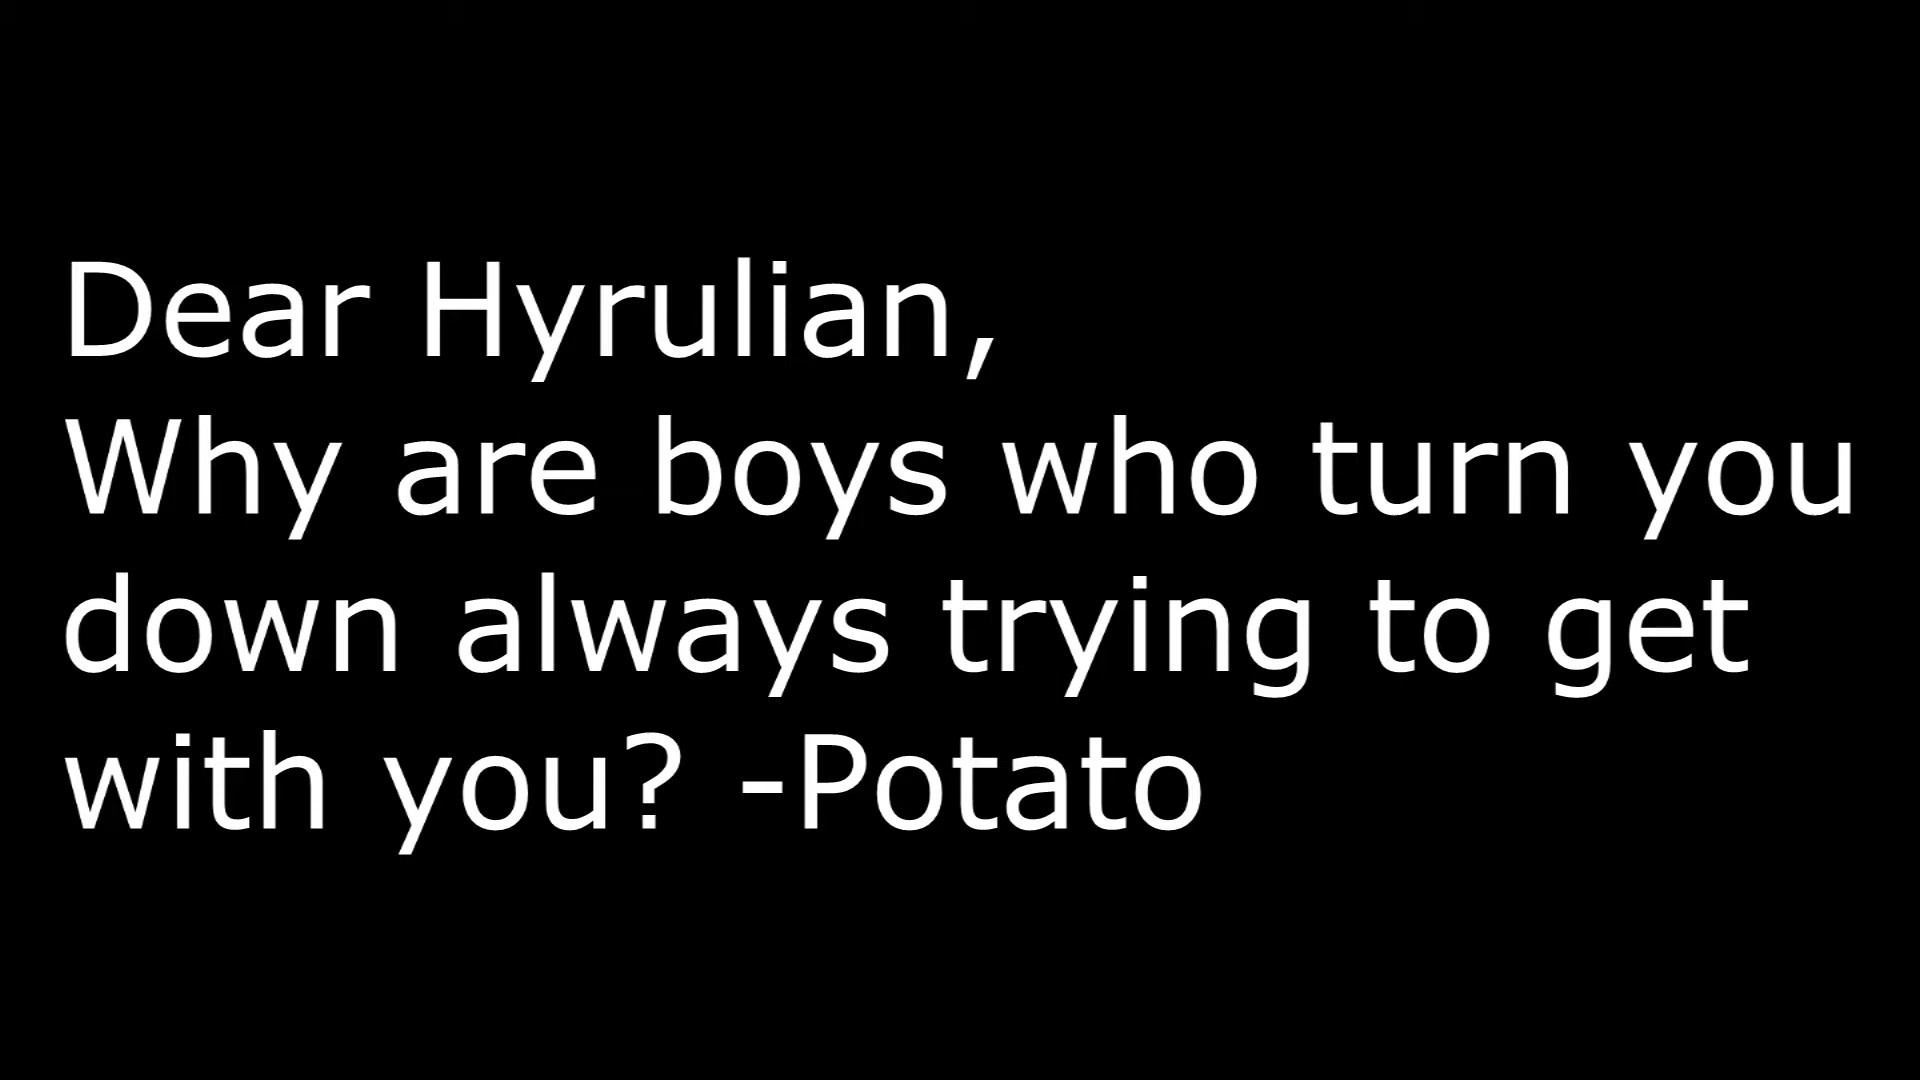 Dear Hyrulian,
Why are boys who turn you
down always trying to get
with you? -Potato